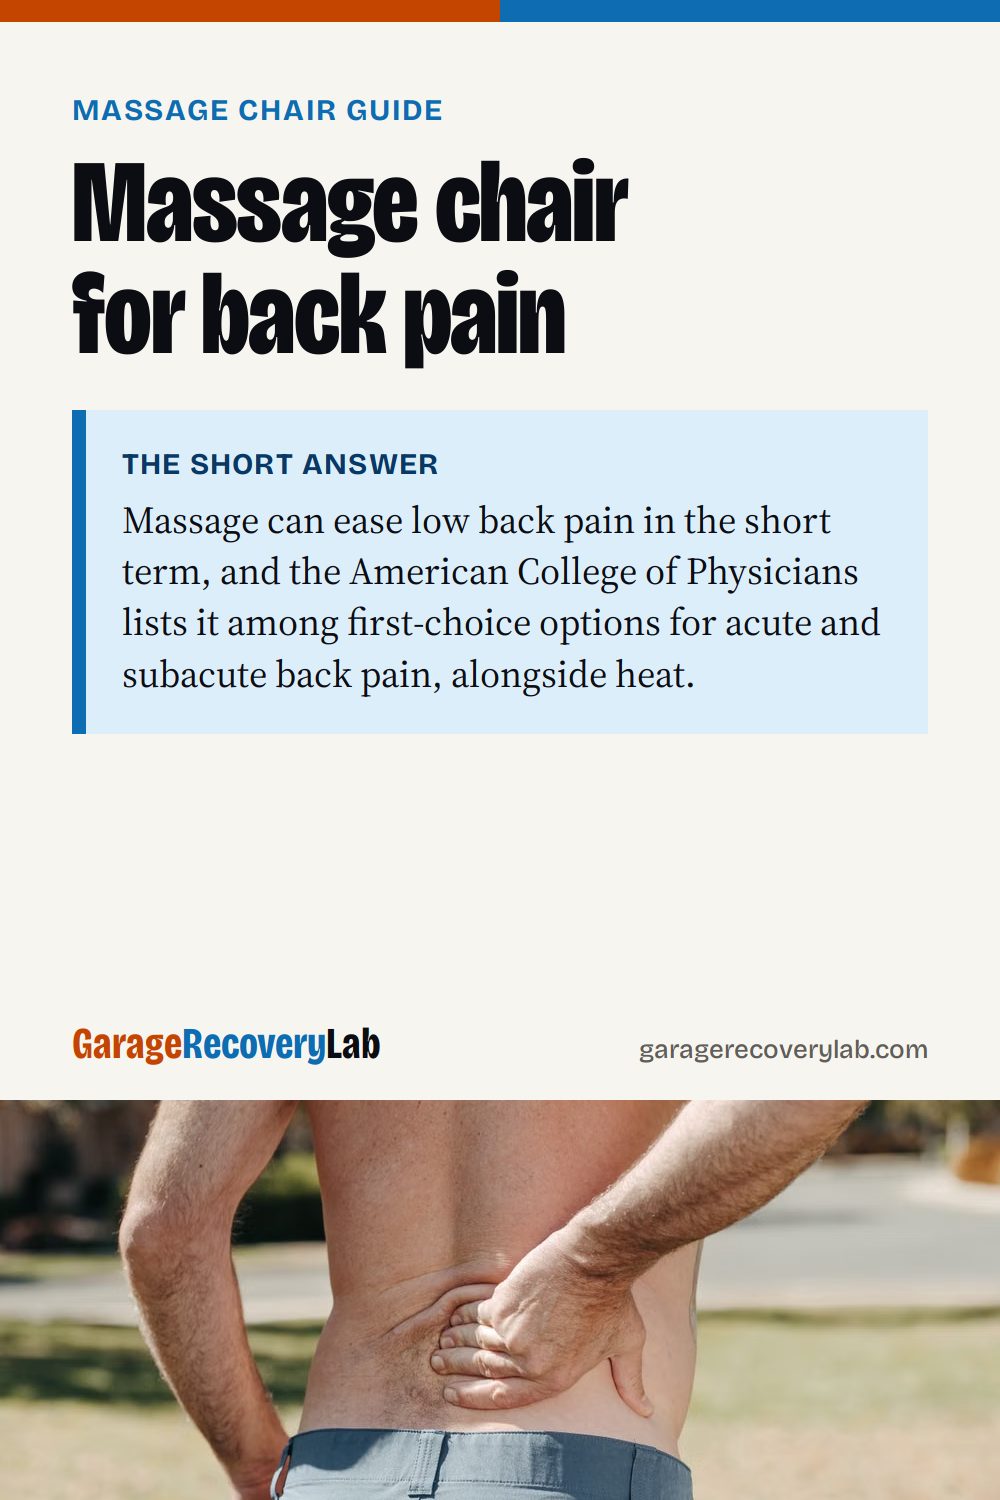 MASSAGE CHAIR GUIDE
Massage chair
for back pain
THE SHORT ANSWER
Massage can ease low back pain in the short
term, and the American College of Physicians
lists it among first-choice options for acute and
subacute back pain, alongside heat.
GarageRecoveryLab
garagerecoverylab.com